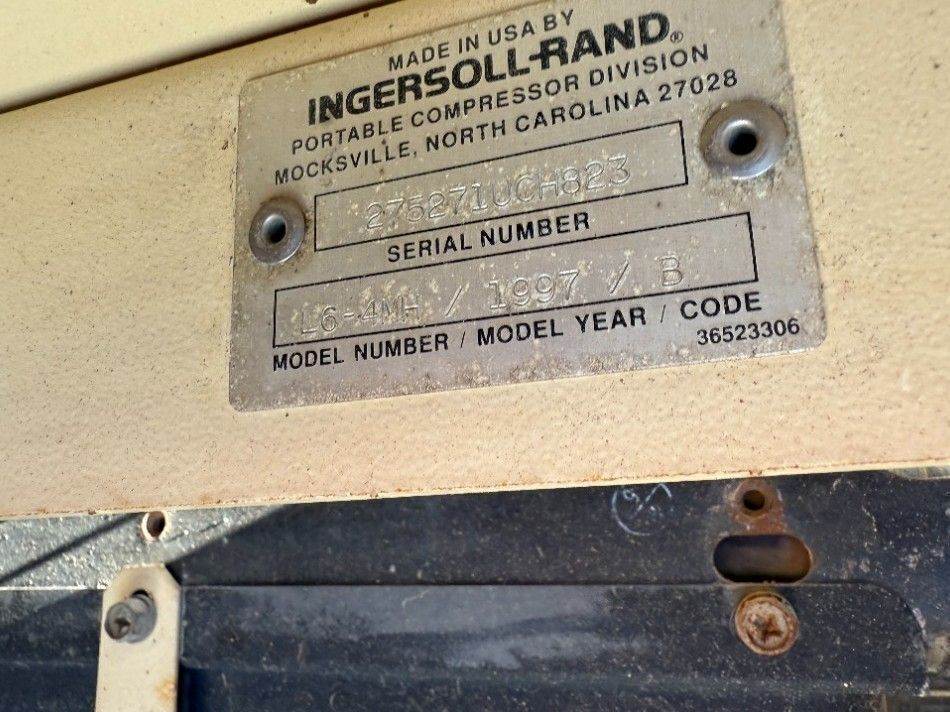 MADE IN USA BY
INGERSOLL-RAND®
PORTABLE COMPRESSOR DIVISION
MOCKSVILLE, NORTH CAROLINA 27028
275271UCH823
SERIAL NUMBER
L6-4MH / 1997 / B
MODEL NUMBER / MODEL YEAR / CODE
36523306